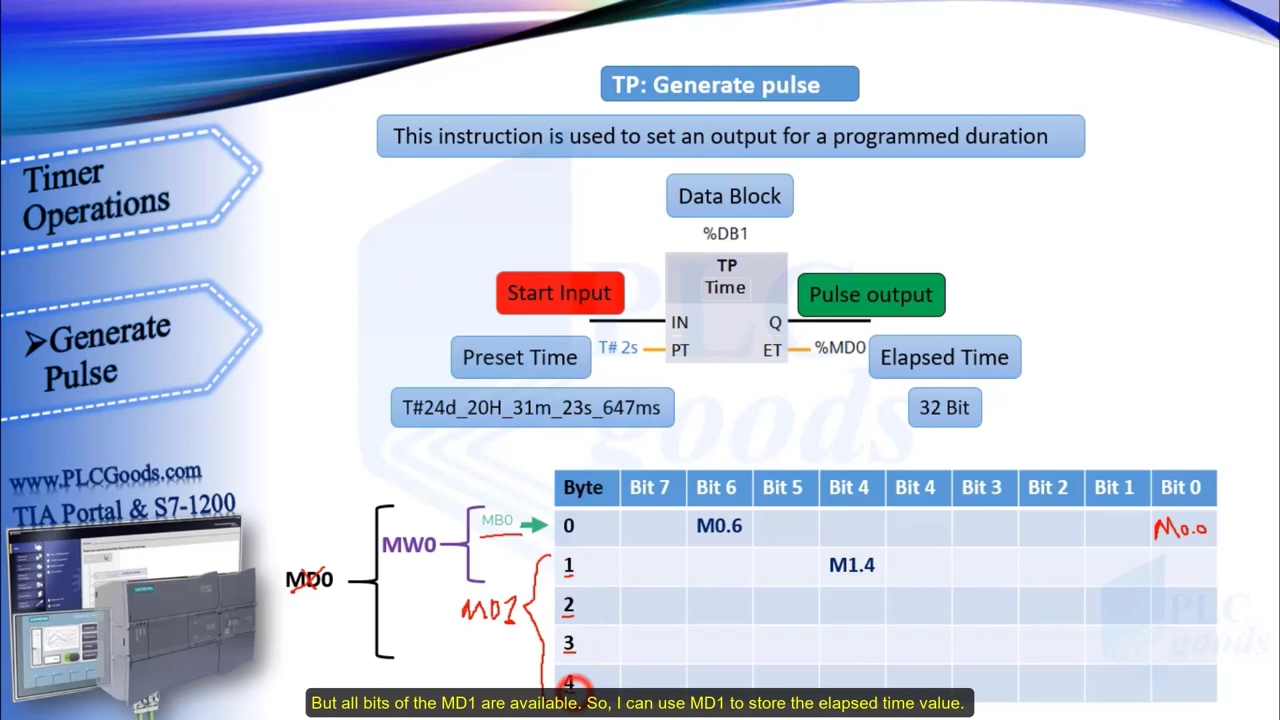 TP: Generate pulse
This instruction is used to set an output for a programmed duration
Timer
Operations
Data Block
%DB1
TP
Time
Start Input
Pulse output
IN
Q
Preset Time
T# 2s
PT
ET
%MD0
Elapsed Time
T#24d_20H_31m_23s_647ms
32 Bit
➢Generate
Pulse
PLC
goods
www.PLCGoods.com
TIA Portal & S7-1200
Byte Bit 7 Bit 6 Bit 5 Bit 4 Bit 4 Bit 3 Bit 2 Bit 1 Bit 0
MB0
0 M0.6 M0.0
MW0
1 M1.4
MD0
MD1
2
3
4
PLC
goods
But all bits of the MD1 are available. So, I can use MD1 to store the elapsed time value.